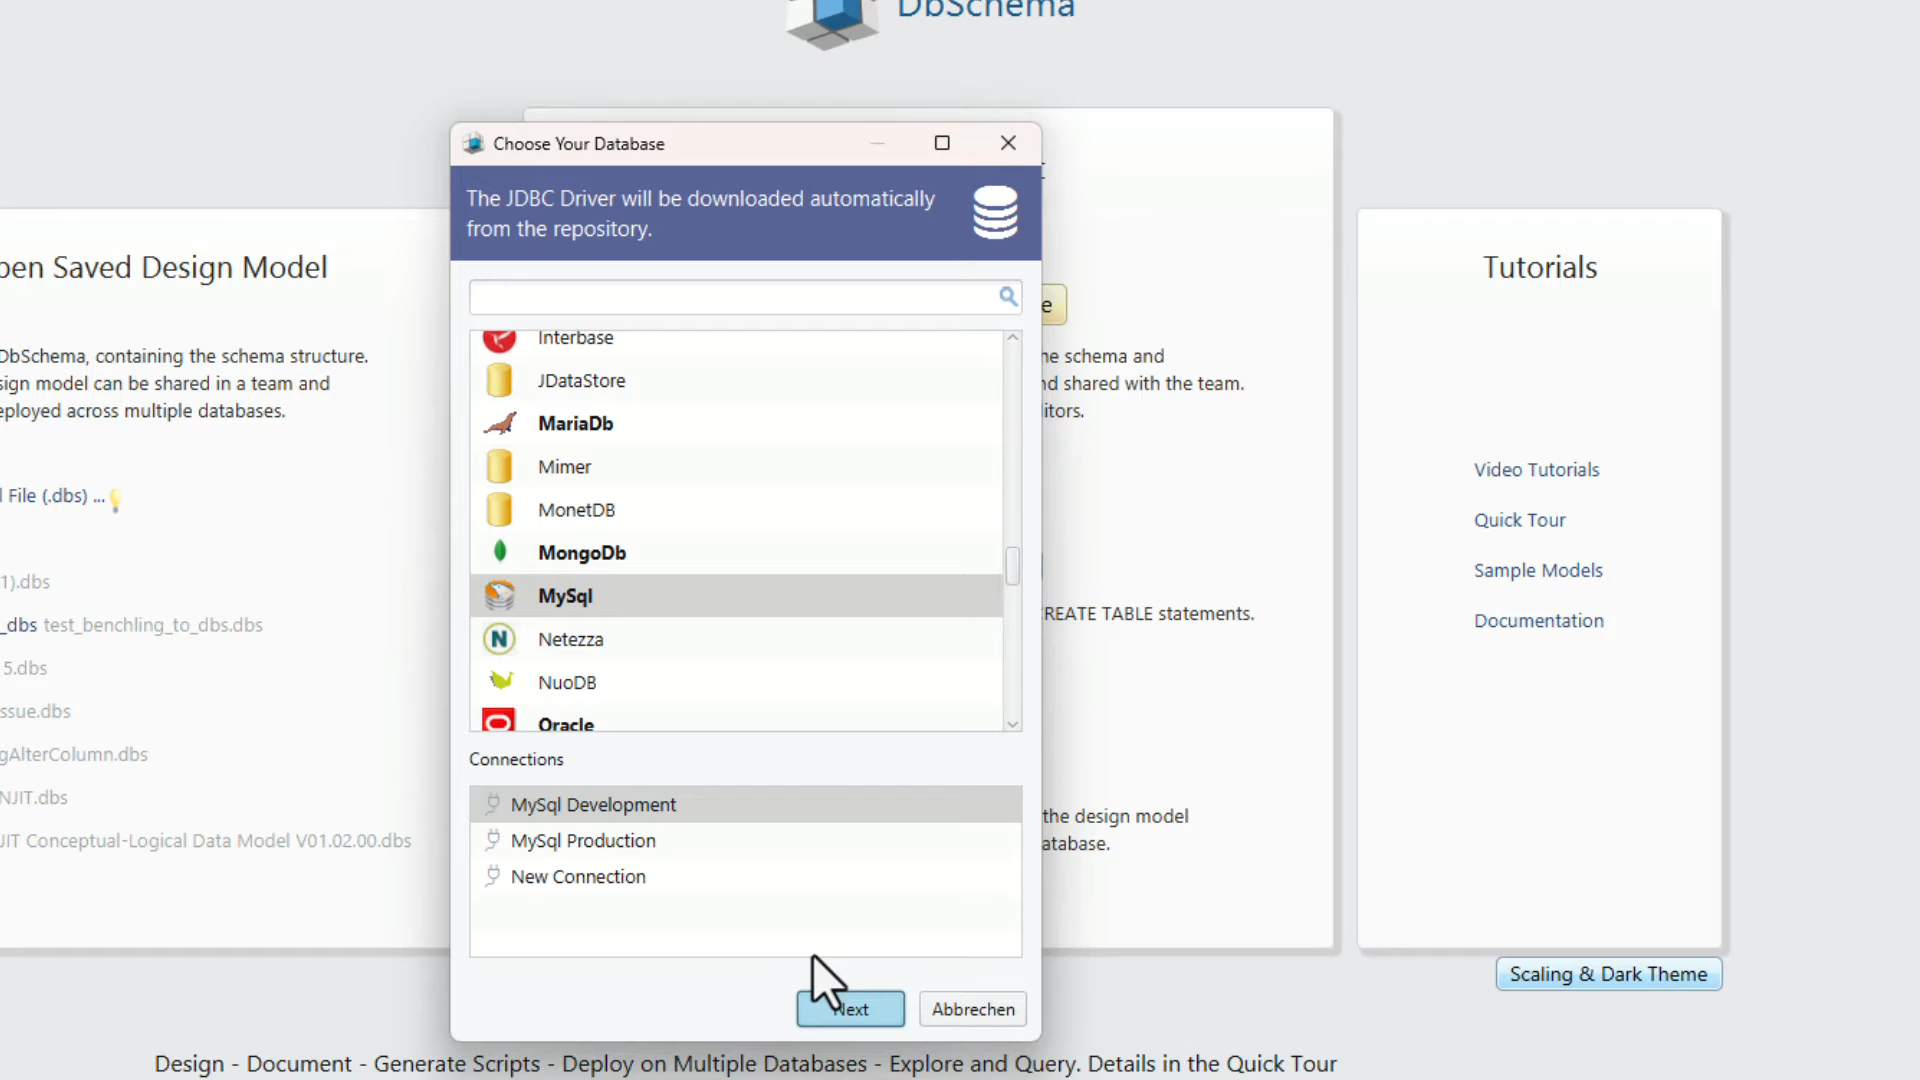 DbSchema
Choose Your Database
The JDBC Driver will be downloaded automatically
from the repository.
Interbase
JDataStore
MariaDb
Mimer
MonetDB
MongoDb
MySql
Netezza
NuoDB
Oracle
Connections
MySql Development
MySql Production
New Connection
Next
Abbrechen
pen Saved Design Model
DbSchema, containing the schema structure.
sign model can be shared in a team and
eployed across multiple databases.
l File (.dbs) ...
1).dbs
_dbs test_benchling_to_dbs.dbs
5.dbs
ssue.dbs
gAlterColumn.dbs
NJIT.dbs
JIT Conceptual-Logical Data Model V01.02.00.dbs
e
he schema and
nd shared with the team.
itors.
REATE TABLE statements.
the design model
atabase.
Tutorials
Video Tutorials
Quick Tour
Sample Models
Documentation
Scaling & Dark Theme
Design - Document - Generate Scripts - Deploy on Multiple Databases - Explore and Query. Details in the Quick Tour